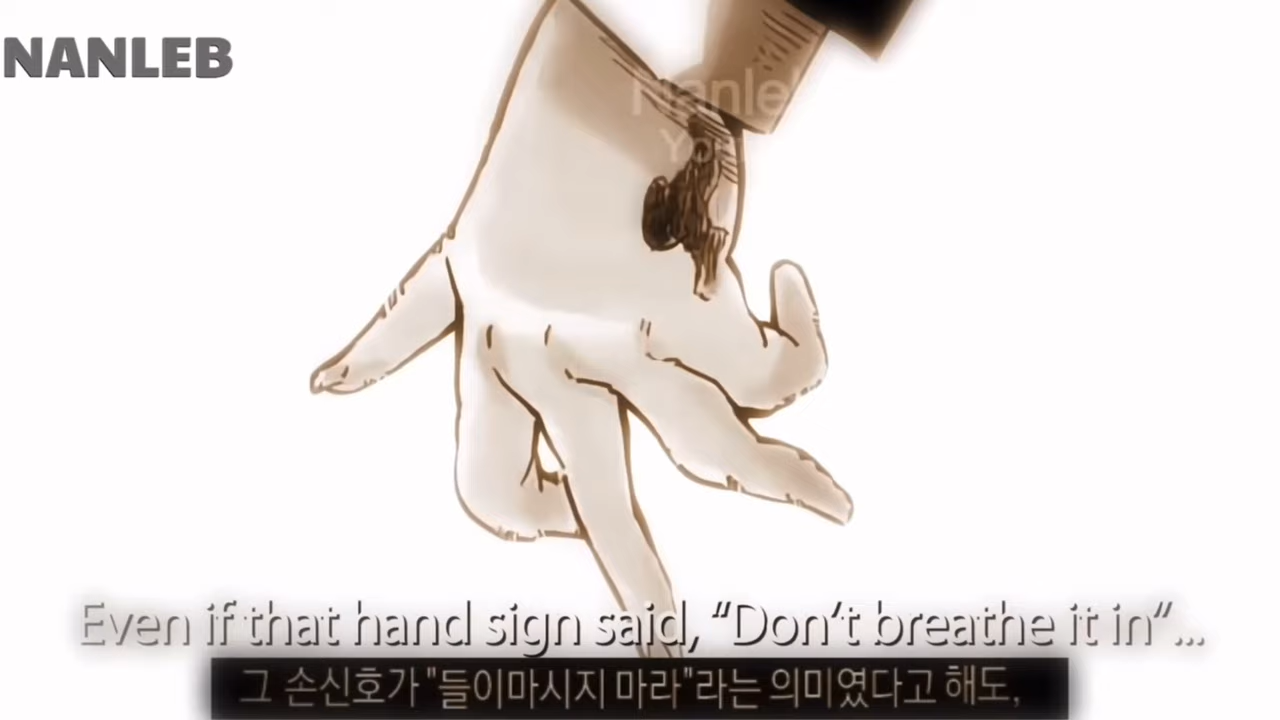 NANLEB
Nanleb
Even if that hand sign said, “Don‘t breathe it in“...
그 손신호가 "들이마시지 마라"라는 의미였다고 해도,